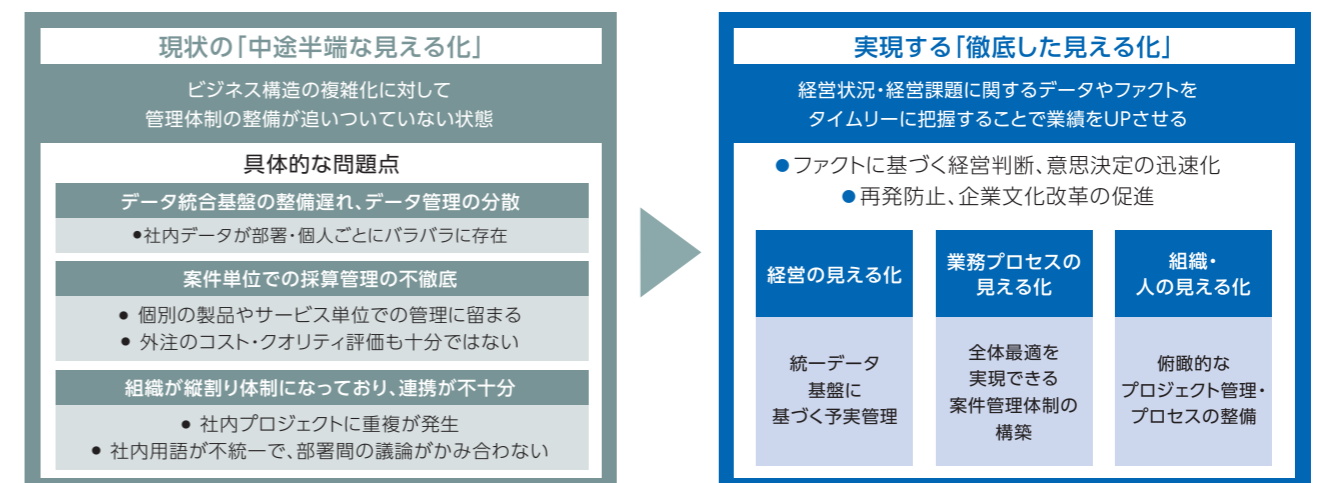 現状の「中途半端な見える化」
ビジネス構造の複雑化に対して
管理体制の整備が追いついていない状態
具体的な問題点
データ統合基盤の整備遅れ、データ管理の分散
●社内データが部署・個人ごとにバラバラに存在
案件単位での採算管理の不徹底
● 個別の製品やサービス単位での管理に留まる
● 外注のコスト・クオリティ評価も十分ではない
組織が縦割り体制になっており、連携が不十分
● 社内プロジェクトに重複が発生
● 社内用語が不統一で、部署間の議論がかみ合わない
実現する「徹底した見える化」
経営状況・経営課題に関するデータやファクトを
タイムリーに把握することで業績をUPさせる
●ファクトに基づく経営判断、意思決定の迅速化
●再発防止、企業文化改革の促進
経営の見える化
統一データ
基盤に
基づく予実管理
業務プロセスの
見える化
全体最適を
実現できる
案件管理体制の
構築
組織・
人の見える化
俯瞰的な
プロジェクト管理・
プロセスの整備